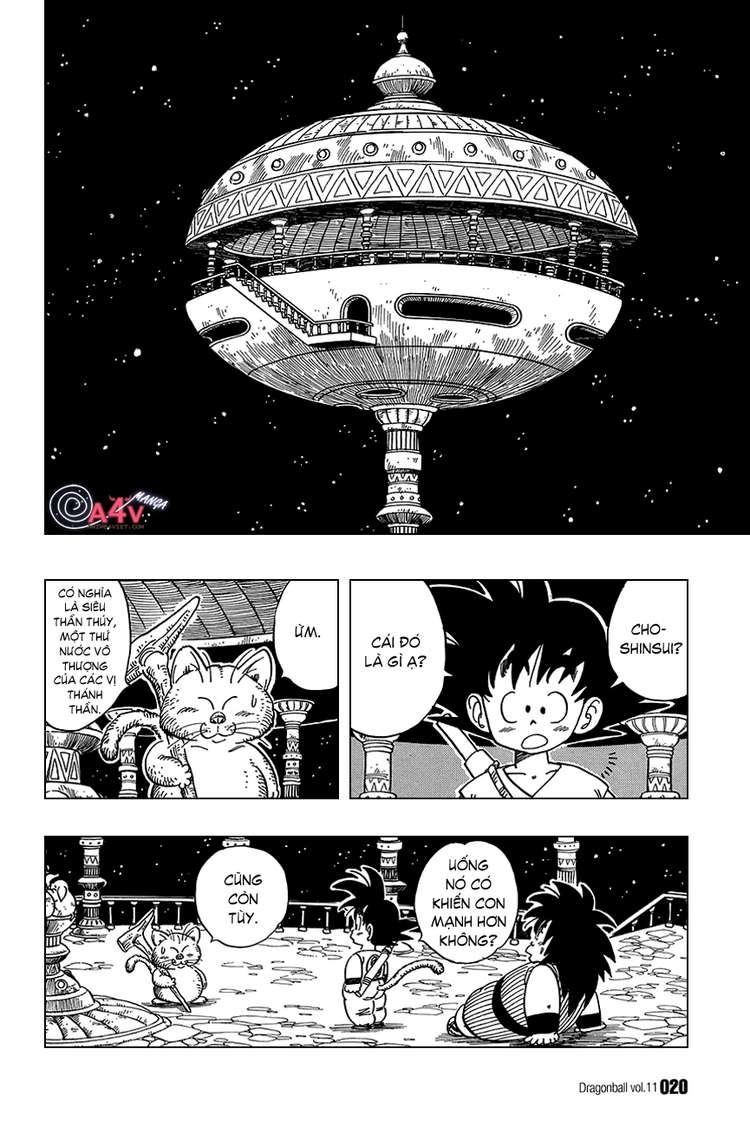 MANGA
A4V
CHO-
SHINSUI?
CÁI ĐÓ
LÀ GÌ Ạ?
ỪM.
CÓ NGHĨA
LÀ SIÊU
THẦN THỦY,
MỘT THỨ
NƯỚC VÔ
THƯỢNG
CỦA CÁC VỊ
THÁNH
THẦN.
UỐNG
NÓ CÓ
KHIẾN CON
MẠNH HƠN
KHÔNG?
CŨNG
CÒN
TÙY.
Dragonball vol.11 020